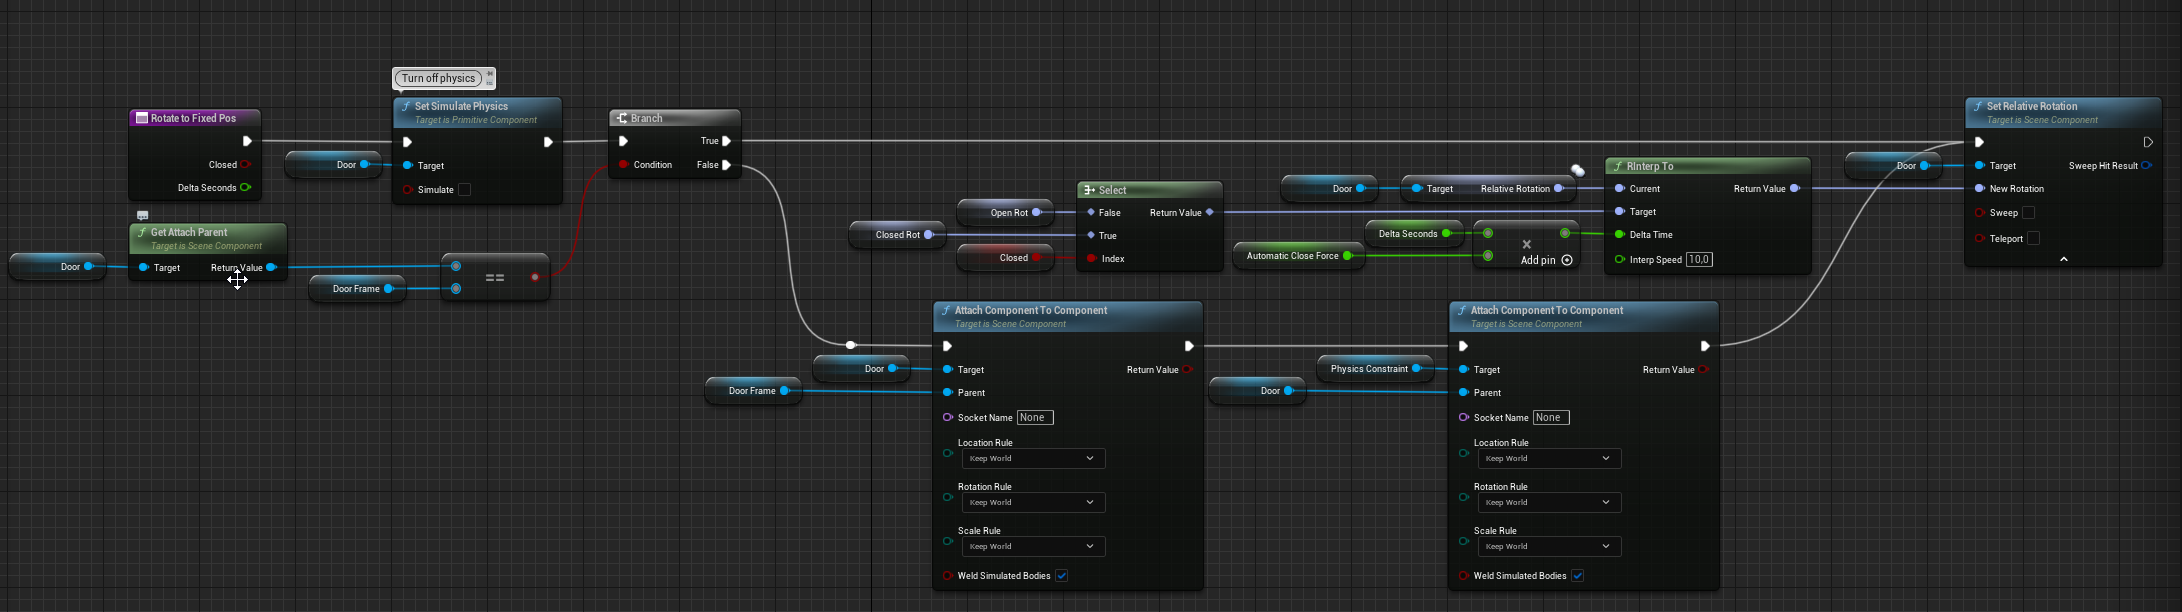 Turn off physics
Rotate to Fixed Pos
Closed
Delta Seconds
Door
Set Simulate Physics
Target is Primitive Component
Target
Simulate
Branch
Condition
True
False
Door
Get Attach Parent
Target is Scene Component
Target
Return Value
Door Frame
==
Open Rot
Closed Rot
Closed
Select
False
True
Index
Return Value
Door
Target
Relative Rotation
Delta Seconds
Automatic Close Force
Add pin
RInterp To
Current
Target
Delta Time
Interp Speed
10,0
Return Value
Door
Set Relative Rotation
Target is Scene Component
Target
New Rotation
Sweep
Teleport
Sweep Hit Result
Door
Door Frame
Attach Component To Component
Target is Scene Component
Target
Parent
Return Value
Socket Name
None
Location Rule
Keep World
Rotation Rule
Keep World
Scale Rule
Keep World
Weld Simulated Bodies
Physics Constraint
Door
Attach Component To Component
Target is Scene Component
Target
Parent
Return Value
Socket Name
None
Location Rule
Keep World
Rotation Rule
Keep World
Scale Rule
Keep World
Weld Simulated Bodies